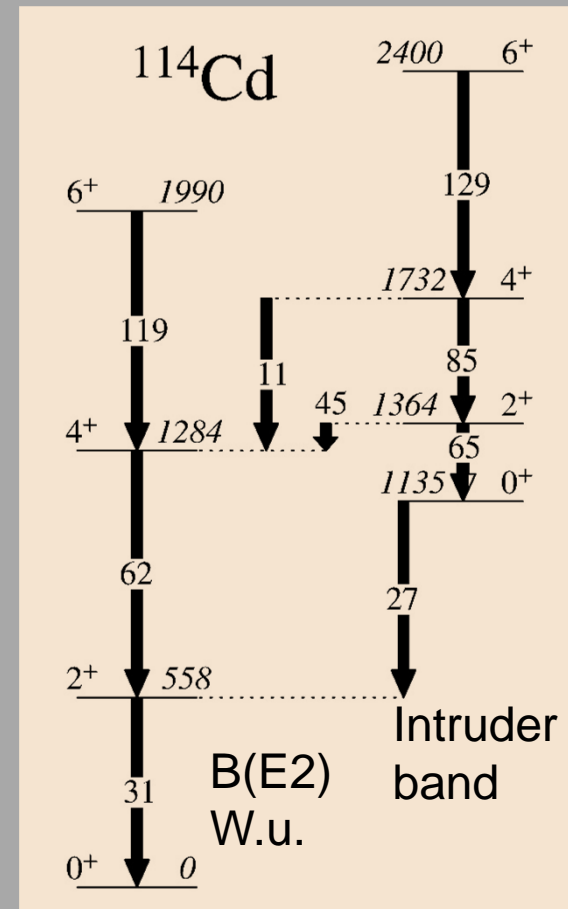 ¹¹⁴Cd
2400 6⁺
6⁺ 1990
129
1732 4⁺
119
11
85
45 1364 2⁺
4⁺ 1284
65
1135 0⁺
62
27
2⁺ 558
Intruder
band
B(E2)
W.u.
31
0⁺ 0